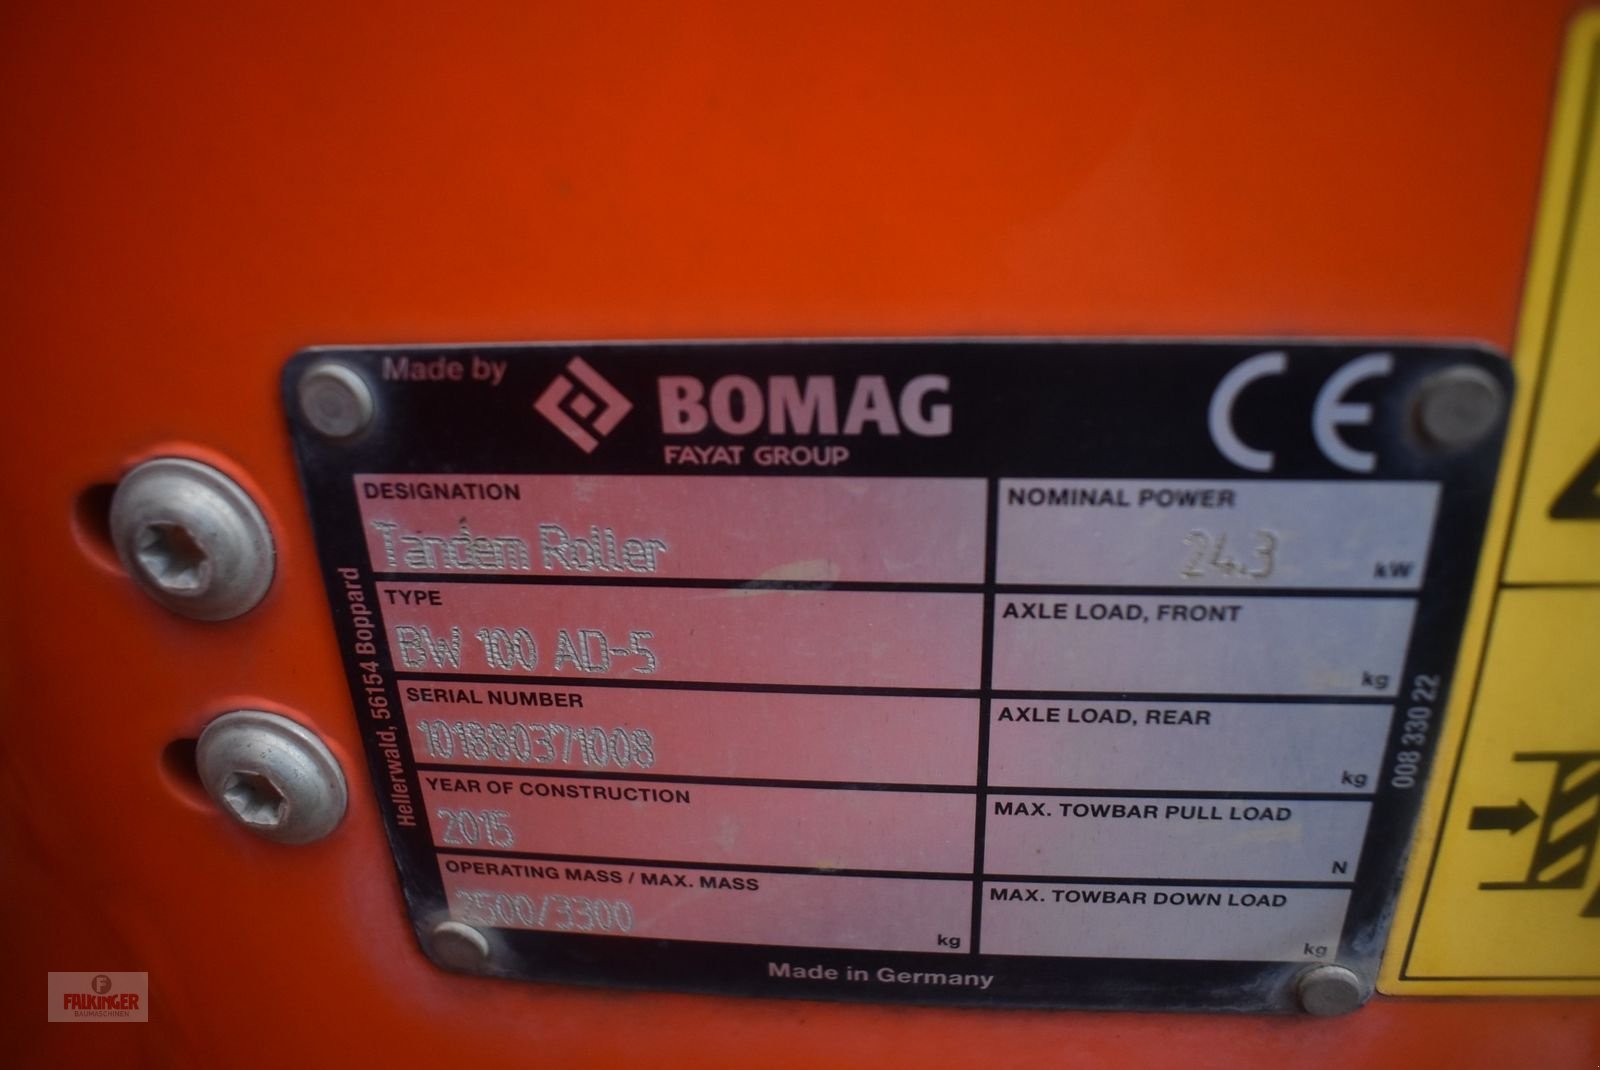 Made by
BOMAG
FAYAT GROUP
CE
DESIGNATION
Tandem Roller
NOMINAL POWER
24.3 kW
TYPE
BW 100 AD-5
AXLE LOAD, FRONT
kg
SERIAL NUMBER
101880371008
AXLE LOAD, REAR
kg
YEAR OF CONSTRUCTION
2015
MAX. TOWBAR PULL LOAD
N
OPERATING MASS / MAX. MASS
2500/3300
kg
MAX. TOWBAR DOWN LOAD
kg
Made in Germany
Hellerwald, 56154 Boppard
008 330 22
F
FALKINGER
BAUMASCHINEN